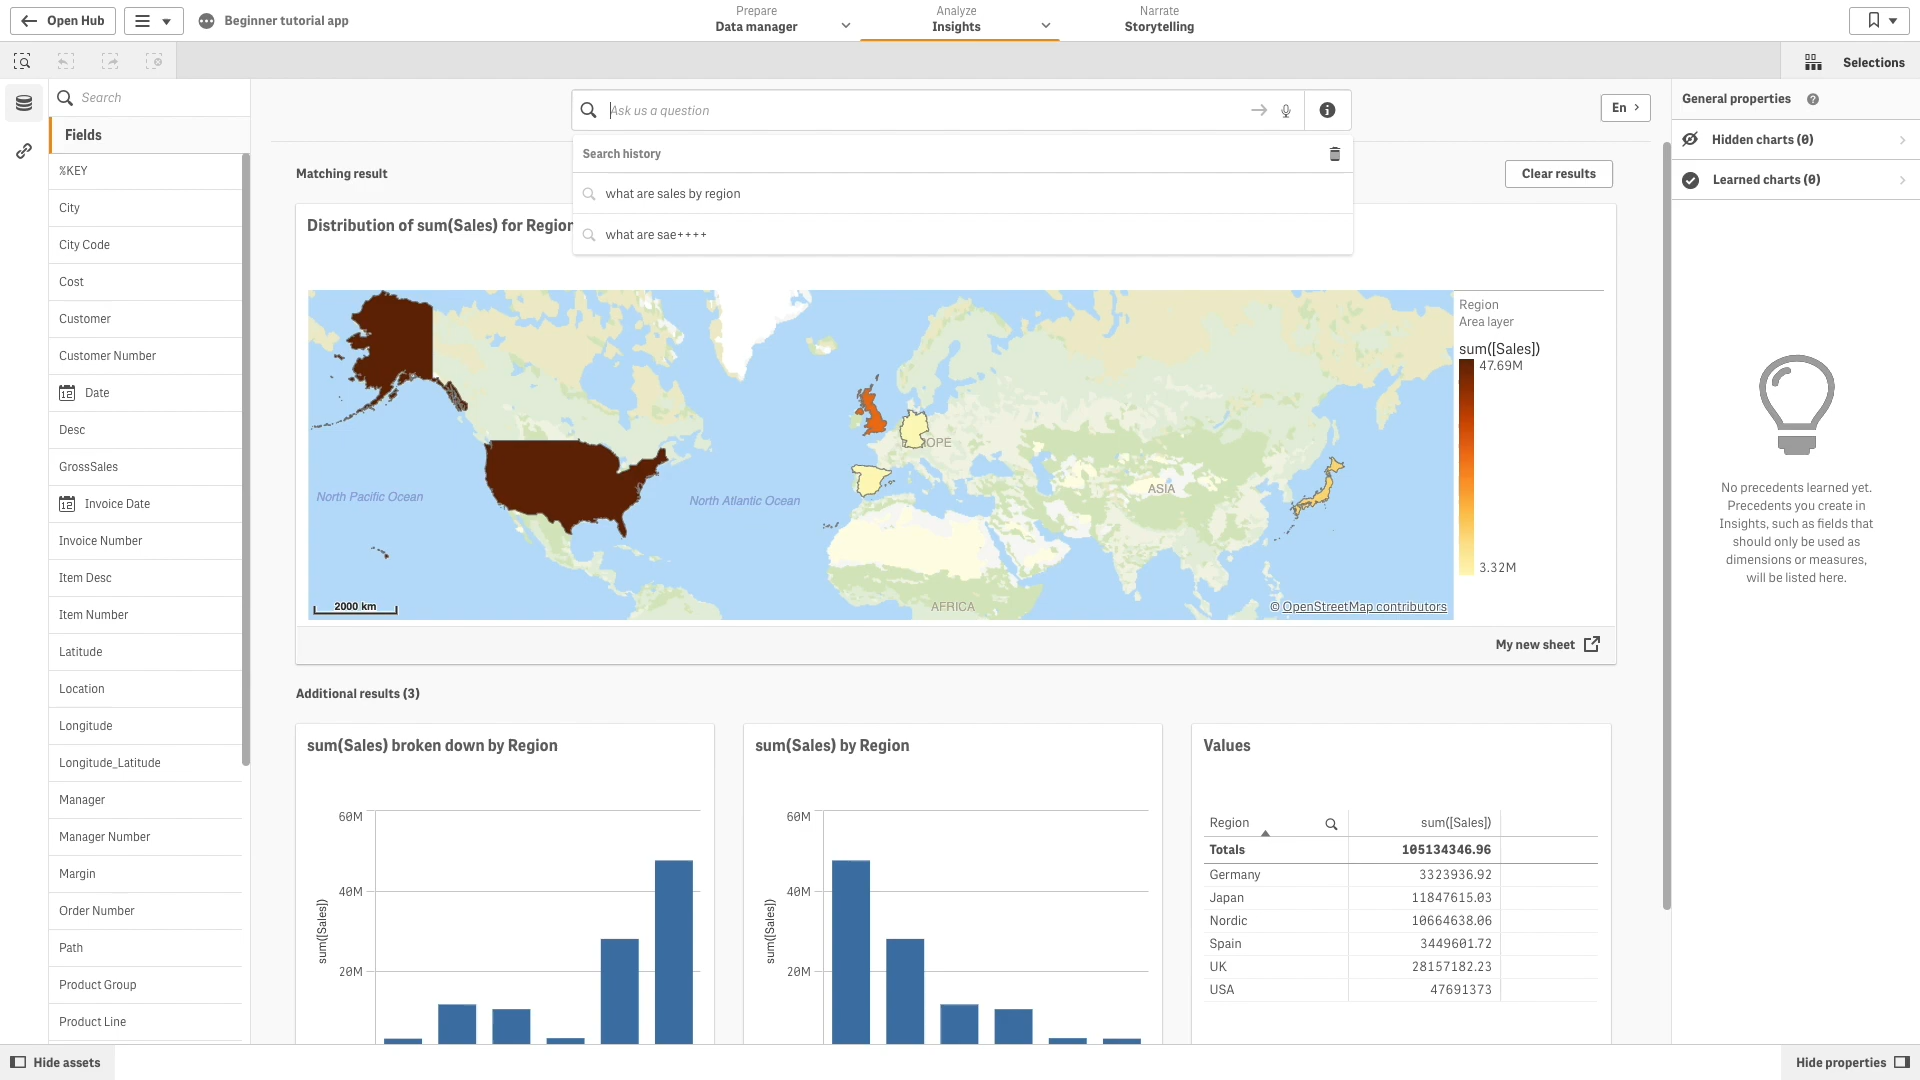 Open Hub
Beginner tutorial app
Prepare
Data manager
Analyze
Insights
Narrate
Storytelling
Selections
Search
Fields
%KEY
City
City Code
Cost
Customer
Customer Number
12 Date
Desc
GrossSales
12 Invoice Date
Invoice Number
Item Desc
Item Number
Latitude
Location
Longitude
Longitude_Latitude
Manager
Manager Number
Margin
Order Number
Path
Product Group
Product Line
Ask us a question
En
Search history
what are sales by region
what are sae++++
Matching result
Clear results
Distribution of sum(Sales) for Region
North Pacific Ocean
North Atlantic Ocean
ASIA
AFRICA
2000 km
© OpenStreetMap contributors
Region
Area layer
sum([Sales])
47.69M
3.32M
My new sheet
Additional results (3)
sum(Sales) broken down by Region
60M
40M
20M
sum([Sales])
sum(Sales) by Region
60M
40M
20M
sum([Sales])
Values
Region sum([Sales])
Totals 105134346.96
Germany 3323936.92
Japan 11847615.03
Nordic 10664638.06
Spain 3449601.72
UK 28157182.23
USA 47691373
General properties
Hidden charts (0)
Learned charts (0)
No precedents learned yet.
Precedents you create in
Insights, such as fields that
should only be used as
dimensions or measures,
will be listed here.
Hide assets
Hide properties